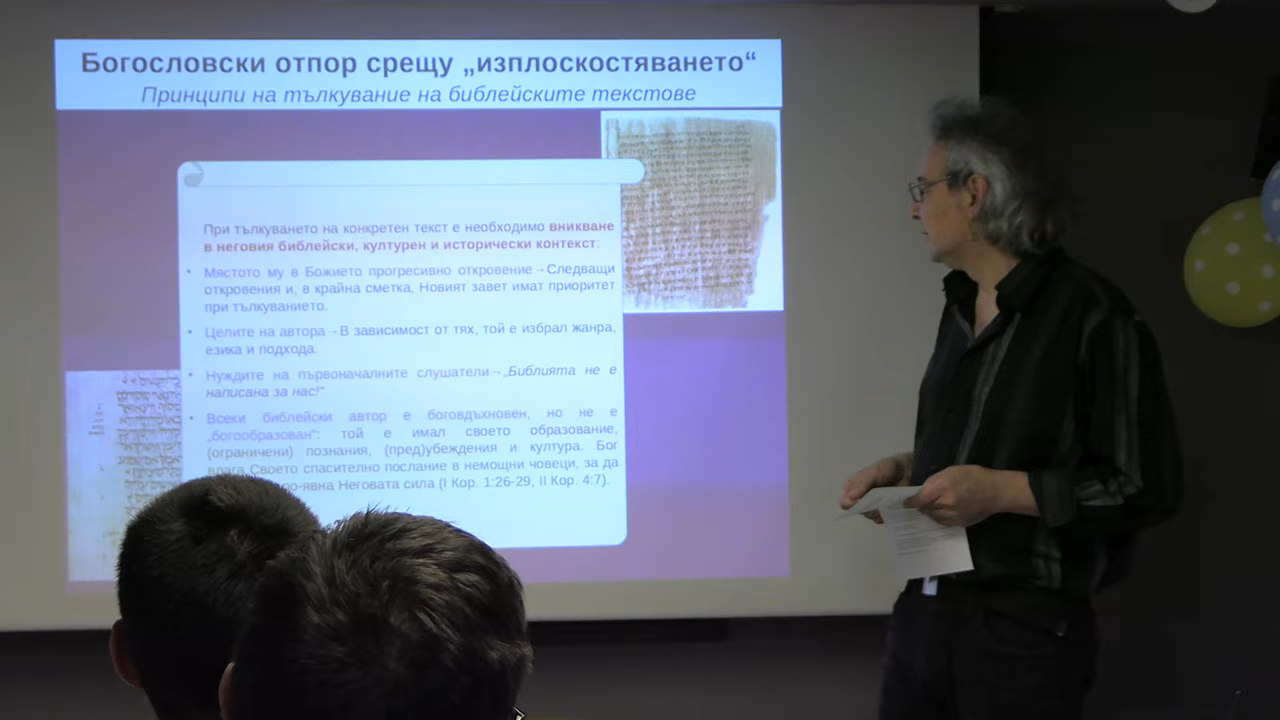 Богословски отпор срещу „изплоскостяването“
Принципи на тълкуване на библейските текстове
При тълкуването на конкретен текст е необходимо вникване
в неговия библейски, културен и исторически контекст:
• Мястото му в Божието прогресивно откровение→Следващи
откровения и, в крайна сметка, Новият завет имат приоритет
при тълкуванието.
• Целите на автора→В зависимост от тях, той е избрал жанра,
езика и подхода.
• Нуждите на първоначалните слушатели→„Библията не е
написана за нас!“
• Всеки библейски автор е боговдъхновен, но не е
„богообразован“: той е имал своето образование,
(ограничени) познания, (пред)убеждения и култура. Бог
влага Своето спасително послание в немощни човеци, за да
по-явна Неговата сила (I Кор. 1:26-29, II Кор. 4:7).